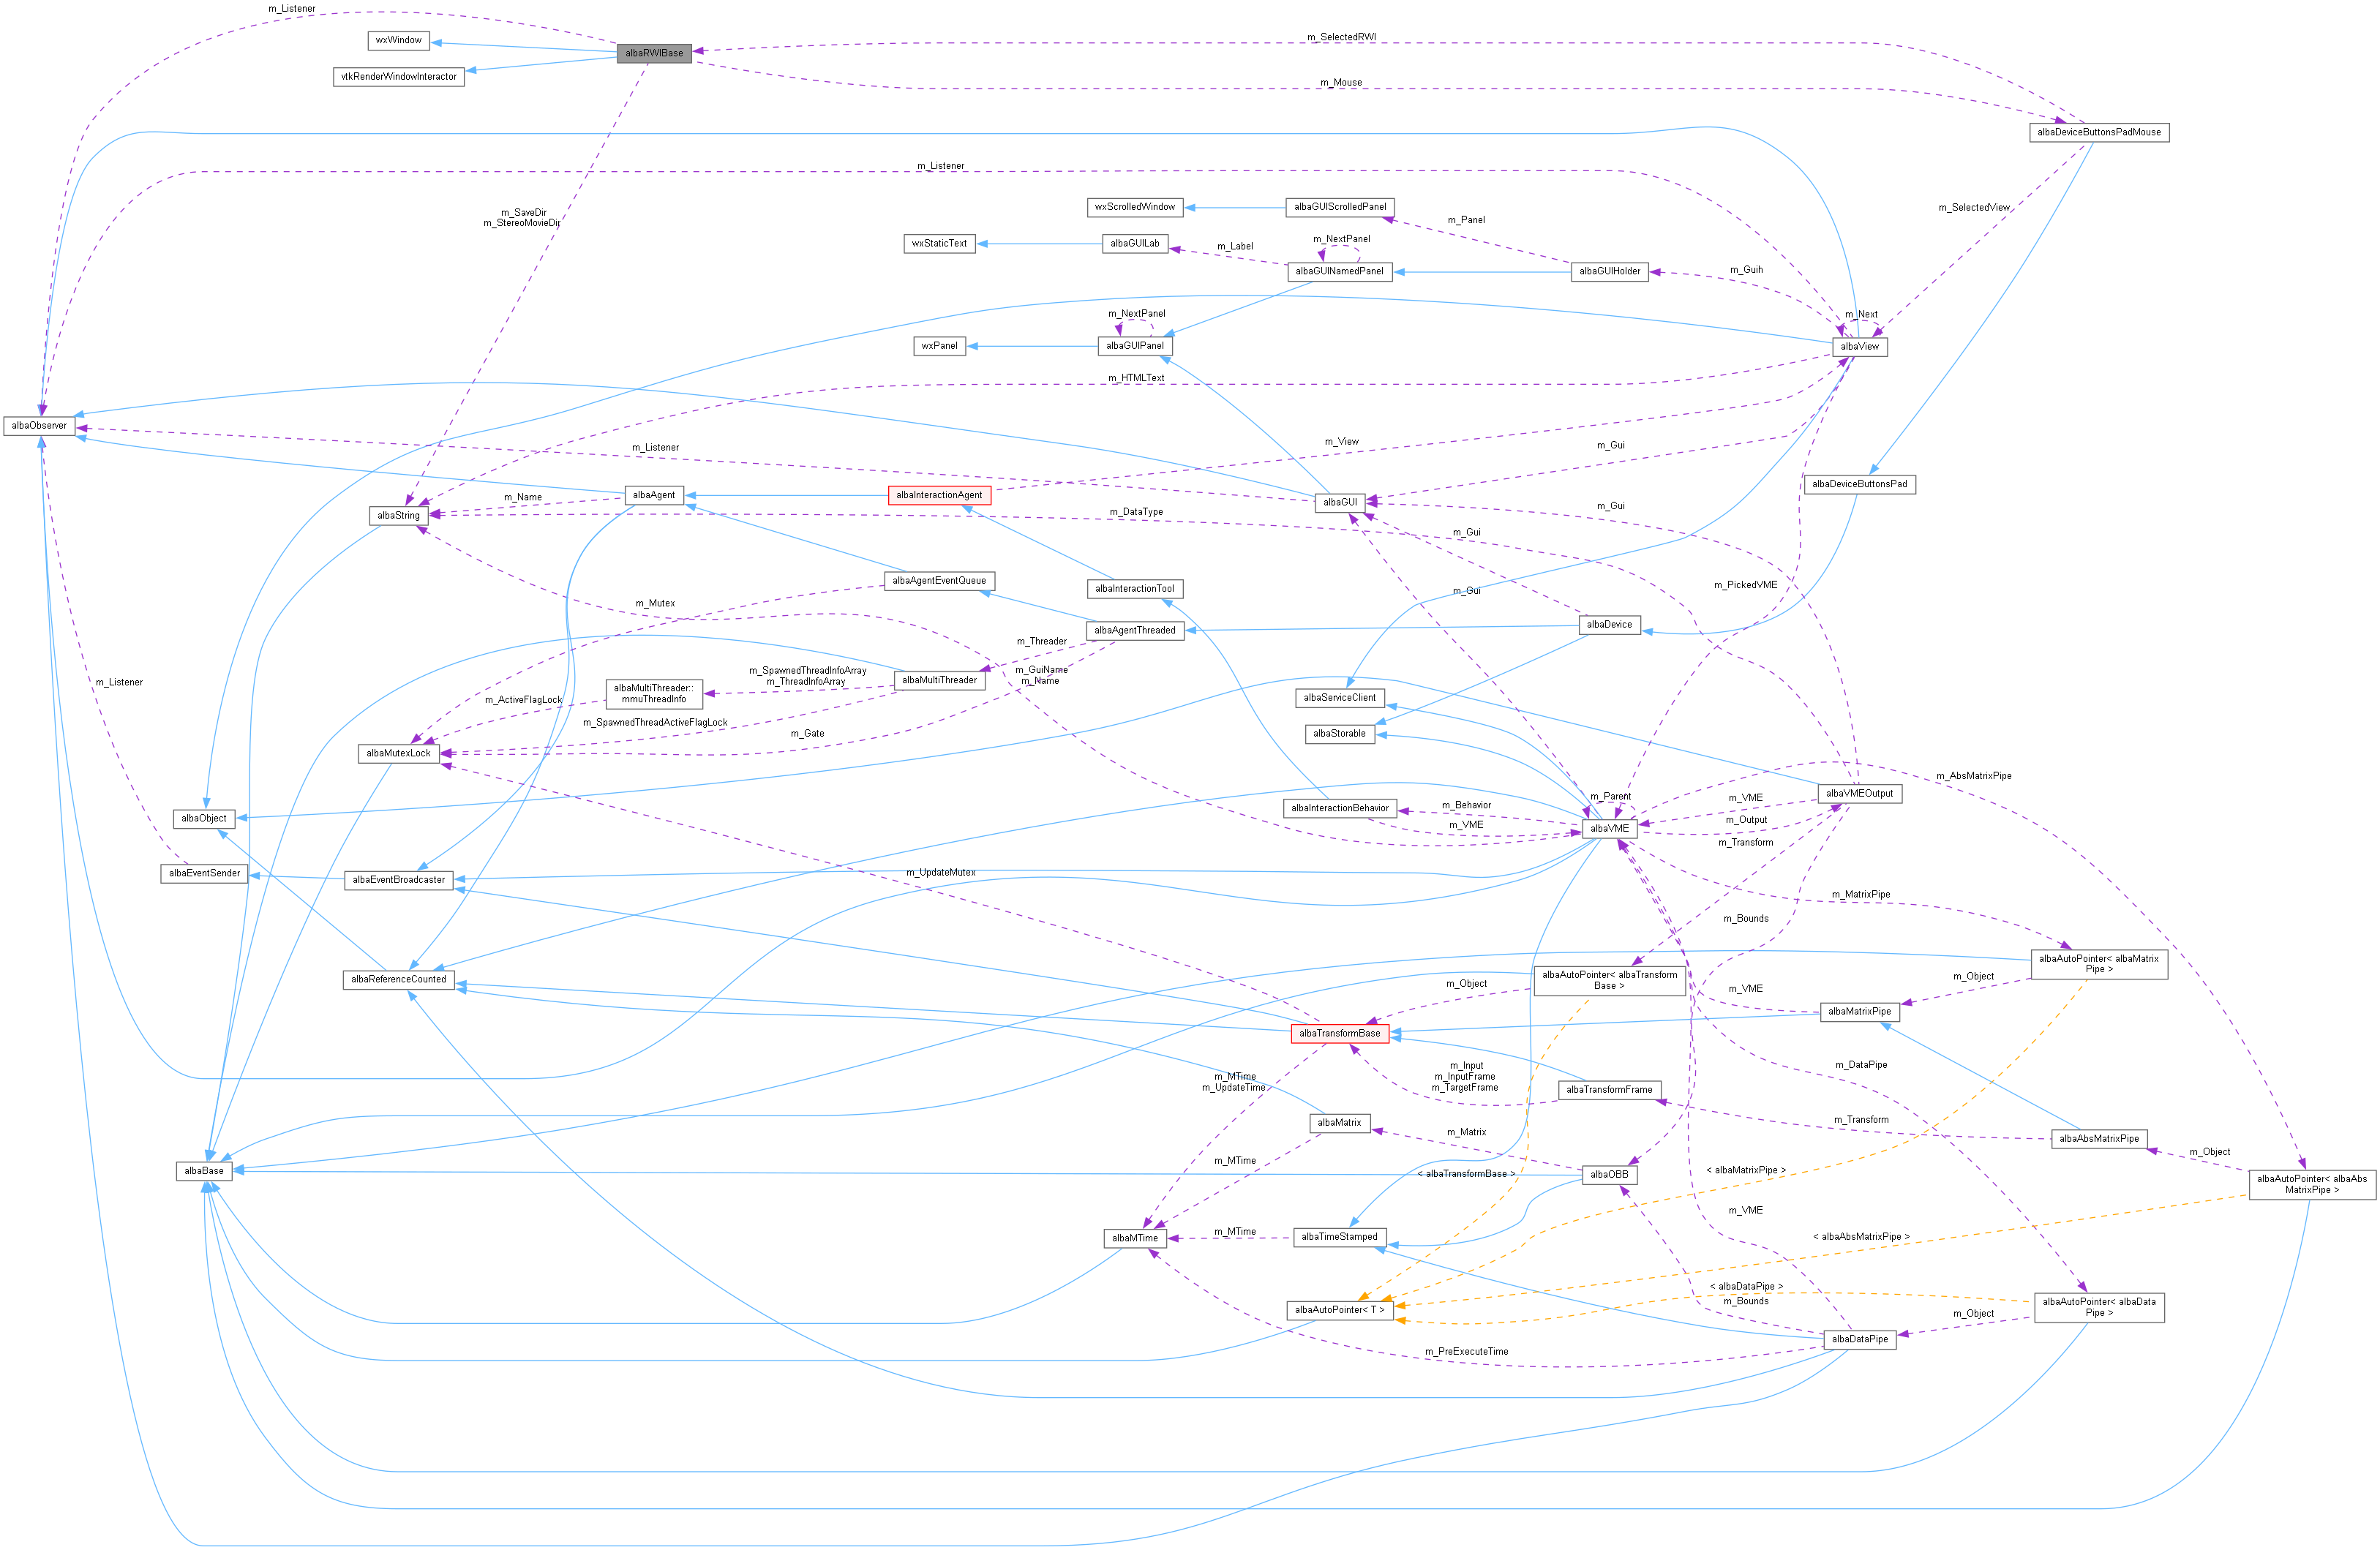 m_Listener
wxWindow
albaRWIBase
m_SelectedRWI
vtkRenderWindowInteractor
m_Mouse
albaDeviceButtonsPadMouse
m_Listener
m_SaveDir
m_StereoMovieDir
wxScrolledWindow
albaGUIScrolledPanel
m_Panel
m_SelectedView
wxStaticText
albaGUILab
m_Label
m_NextPanel
albaGUINamedPanel
albaGUIHolder
m_Guih
m_NextPanel
m_Next
wxPanel
albaGUIPanel
albaView
m_HTMLText
albaObserver
m_Listener
m_View
m_Gui
albaString
m_Name
albaAgent
albaInteractionAgent
albaGUI
albaDeviceButtonsPad
m_DataType
m_Gui
m_Gui
albaAgentEventQueue
albaInteractionTool
m_Gui
m_PickedVME
m_Mutex
albaAgentThreaded
albaDevice
m_Threader
m_Listener
m_SpawnedThreadInfoArray
m_ThreadInfoArray
m_GuiName
m_Name
albaMultiThreader::
mmuThreadInfo
albaMultiThreader
albaServiceClient
m_ActiveFlagLock
m_SpawnedThreadActiveFlagLock
m_Gate
albaStorable
albaMutexLock
m_AbsMatrixPipe
albaObject
albaInteractionBehavior
m_Behavior
m_VME
m_Parent
albaVME
m_VME
m_Output
albaVMEOutput
m_Transform
albaEventSender
albaEventBroadcaster
m_UpdateMutex
m_MatrixPipe
m_Bounds
albaReferenceCounted
albaAutoPointer< albaTransform
Base >
albaAutoPointer< albaMatrix
Pipe >
m_Object
m_Object
m_VME
albaTransformBase
albaMatrixPipe
m_MTime
m_UpdateTime
m_Input
m_InputFrame
m_TargetFrame
albaTransformFrame
m_DataPipe
albaMatrix
m_Matrix
m_Transform
albaAbsMatrixPipe
m_Object
albaBase
m_MTime
< albaTransformBase >
albaOBB
< albaMatrixPipe >
albaAutoPointer< albaAbs
MatrixPipe >
m_VME
albaMTime
m_MTime
albaTimeStamped
< albaAbsMatrixPipe >
< albaDataPipe >
m_Bounds
albaAutoPointer< T >
m_Object
albaAutoPointer< albaData
Pipe >
m_PreExecuteTime
albaDataPipe